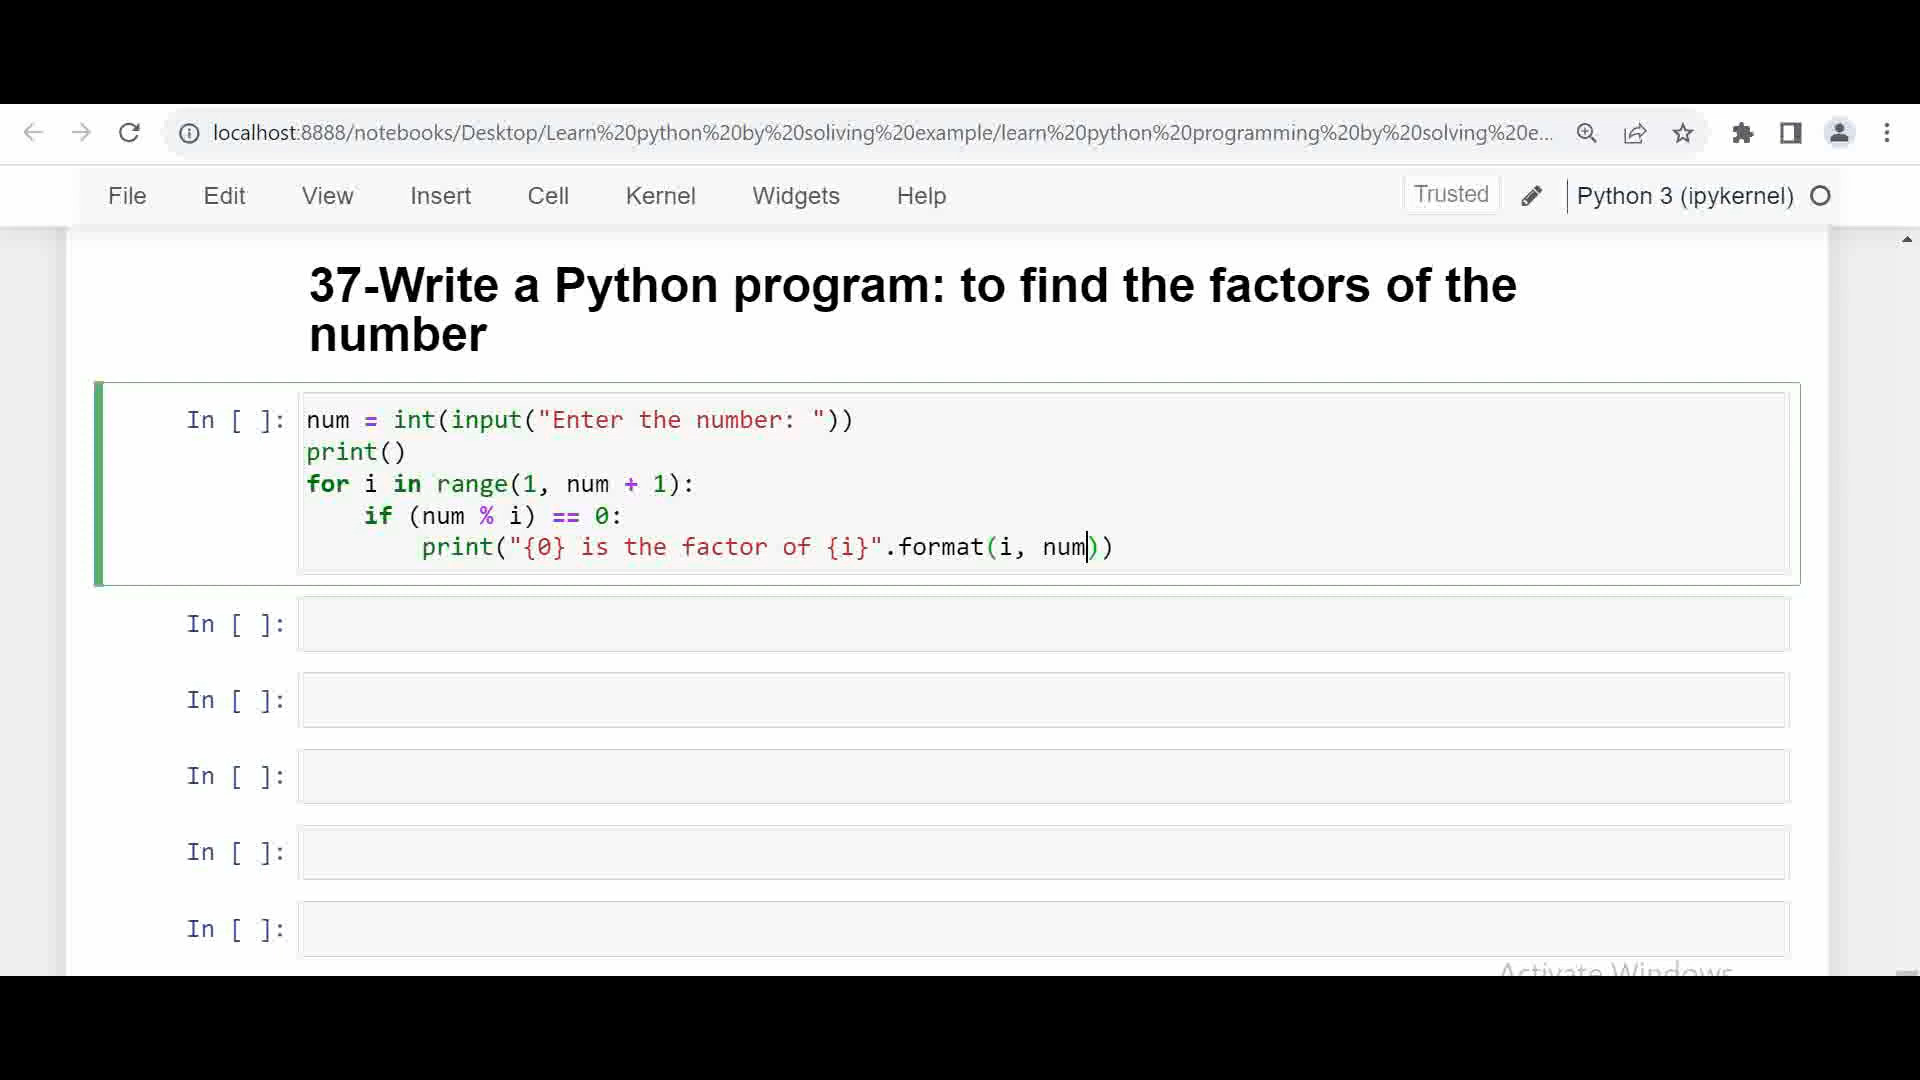 localhost:8888/notebooks/Desktop/Learn%20python%20by%20soliving%20example/learn%20python%20programming%20by%20solving%20e...
File Edit View Insert Cell Kernel Widgets Help Trusted Python 3 (ipykernel)
37-Write a Python program: to find the factors of the
number
In [ ]: num = int(input("Enter the number: "))
print()
for i in range(1, num + 1):
    if (num % i) == 0:
        print("{0} is the factor of {i}".format(i, num))
In [ ]:
In [ ]:
In [ ]:
In [ ]:
In [ ]:
Activate Windows